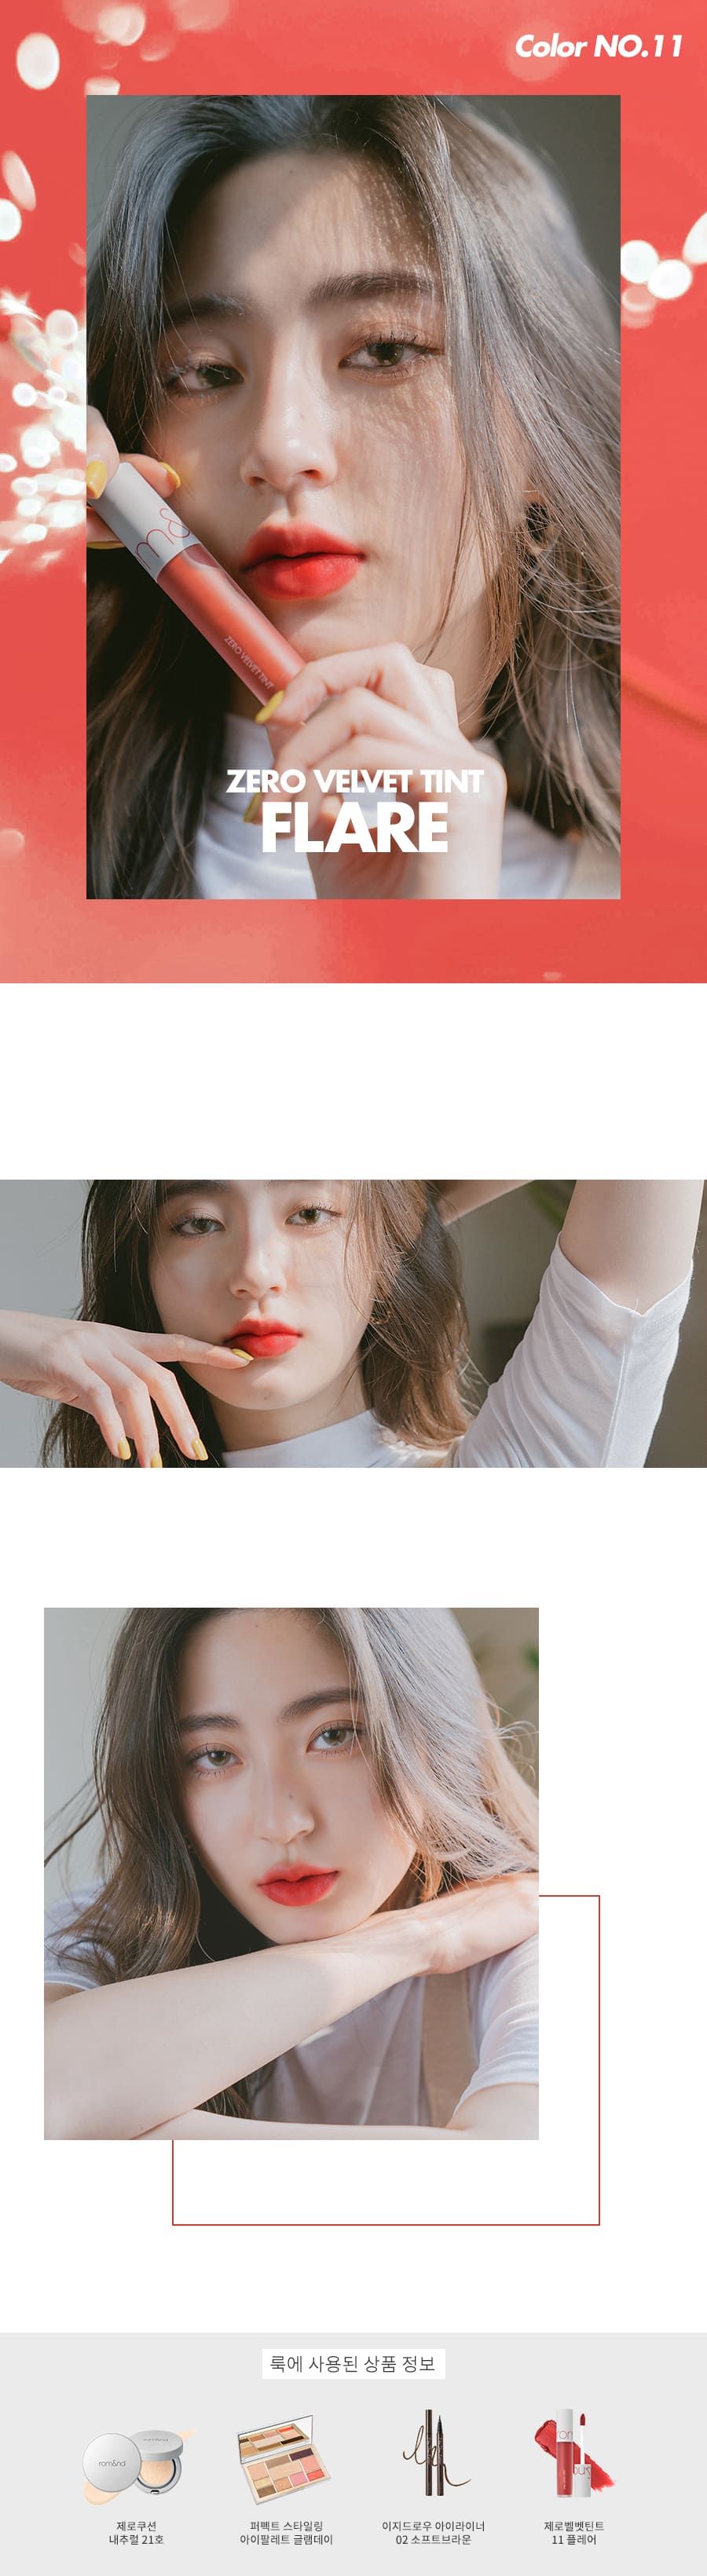 Color NO.11
ZERO VELVET TINT
ZERO VELVET TINT
FLARE
룩에 사용된 상품 정보
rom&nd
제로쿠션
내추럴 21호
퍼펙트 스타일링
아이팔레트 글램데이
이지드로우 아이라이너
02 소프트브라운
제로벨벳틴트
11 플레어